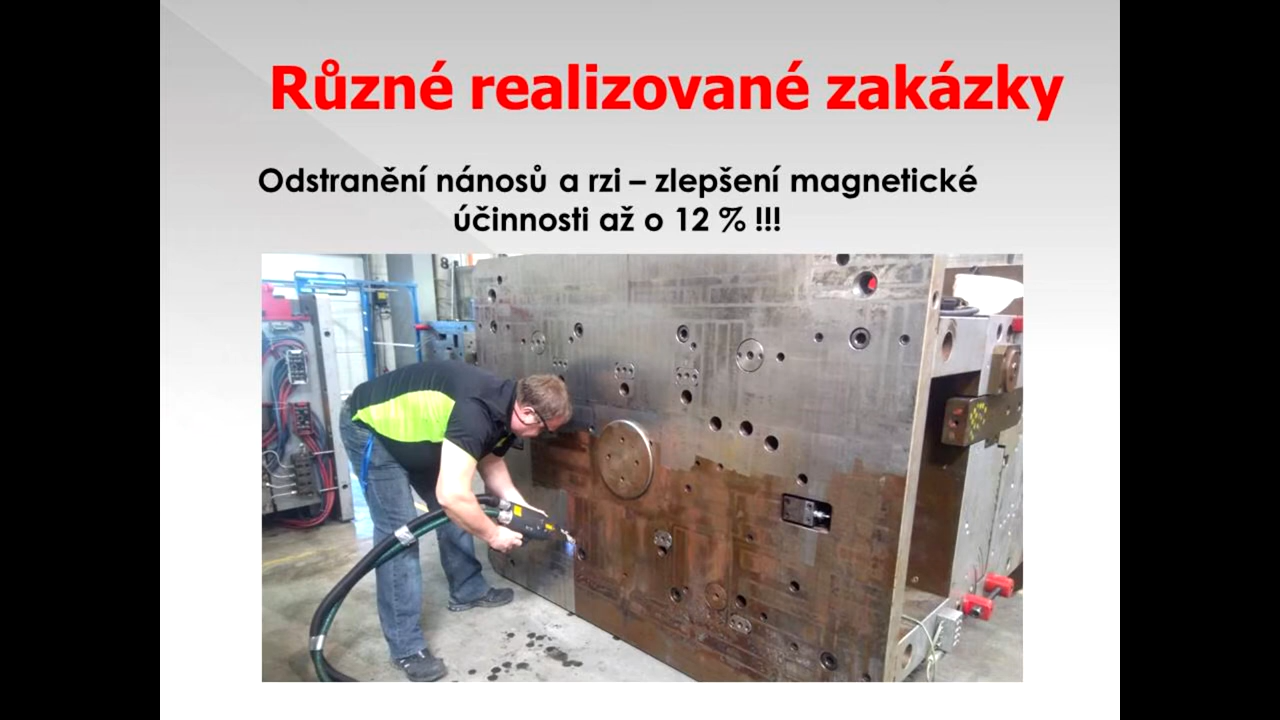 Různé realizované zakázky
Odstranění nánosů a rzi – zlepšení magnetické
účinnosti až o 12 % !!!